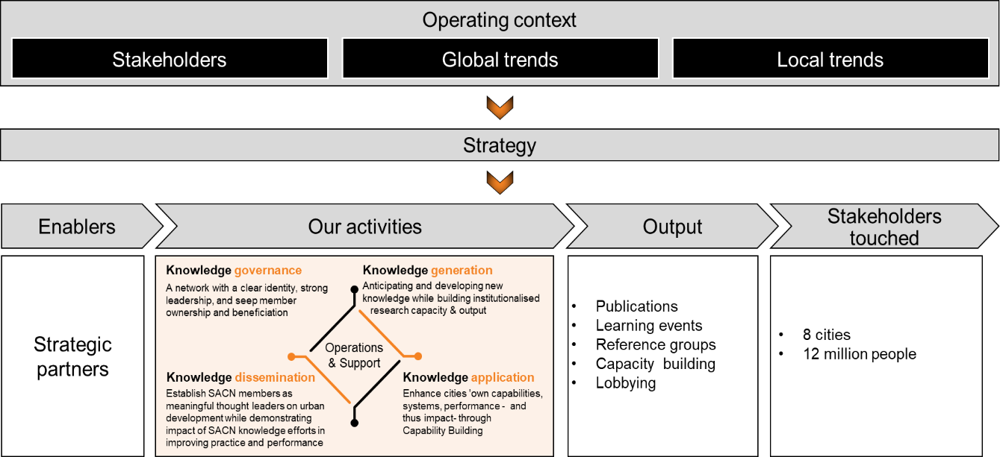 Operating context
Stakeholders
Global trends
Local trends
Strategy
Enablers
Our activities
Output
Stakeholders
touched
Strategic
partners
Knowledge governance
A network with a clear identity, strong
leadership, and seep member
ownership and beneficiation
Knowledge generation
Anticipating and developing new
knowledge while building institutionalised
research capacity & output
Operations
& Support
Knowledge dissemination
Establish SACN members as
meaningful thought leaders on urban
development while demonstrating
impact of SACN knowledge efforts in
improving practice and performance
Knowledge application
Enhance cities 'own capabilities,
systems, performance - and
thus impact- through
Capability Building
• Publications
• Learning events
• Reference groups
• Capacity building
• Lobbying
• 8 cities
• 12 million people